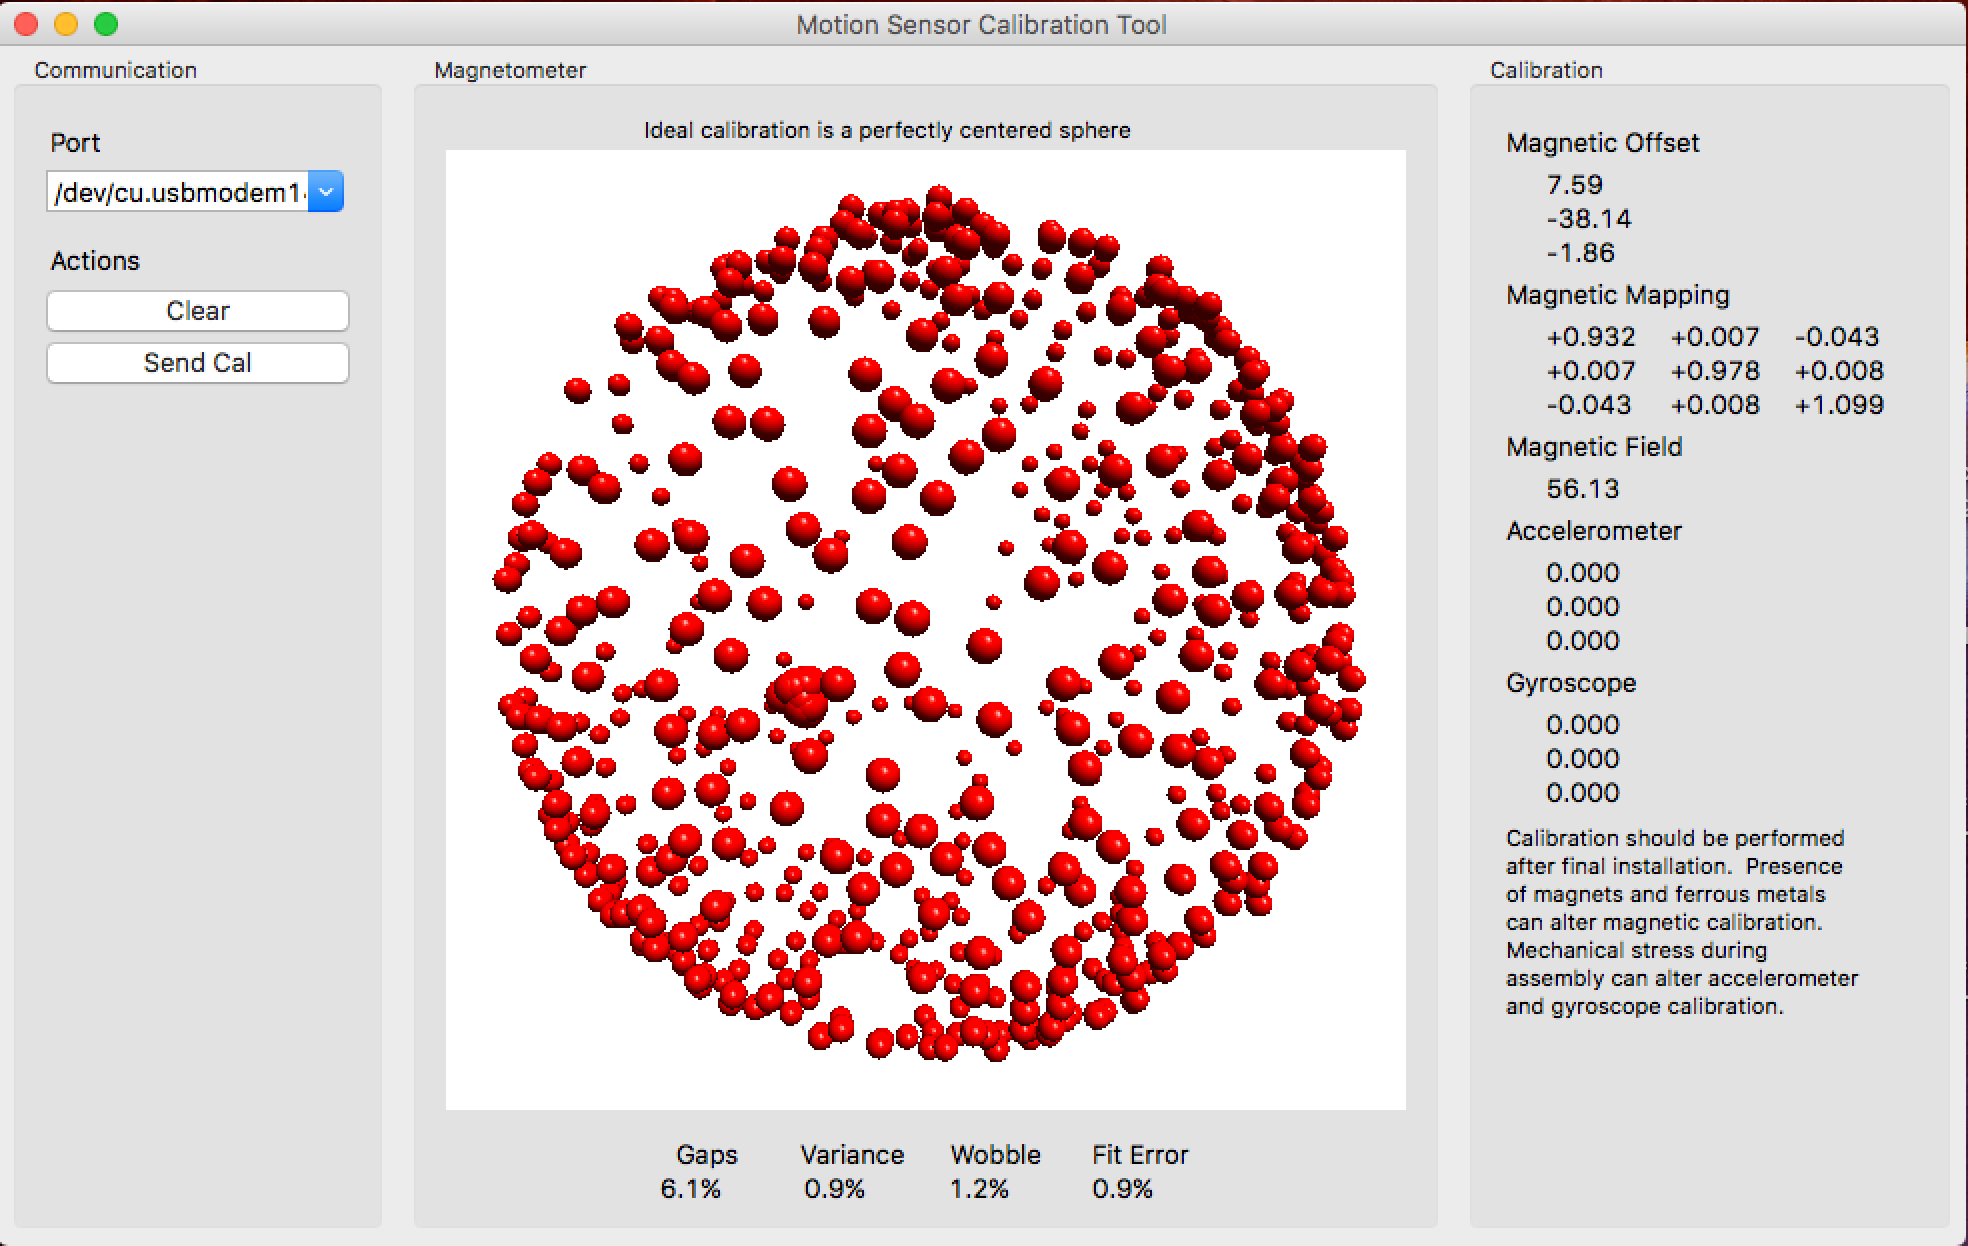 Motion Sensor Calibration Tool
Communication
Port
/dev/cu.usbmodem1
Actions
Clear
Send Cal
Magnetometer
Ideal calibration is a perfectly centered sphere
Gaps Variance Wobble Fit Error
6.1% 0.9% 1.2% 0.9%
Calibration
Magnetic Offset
7.59
-38.14
-1.86
Magnetic Mapping
+0.932 +0.007 -0.043
+0.007 +0.978 +0.008
-0.043 +0.008 +1.099
Magnetic Field
56.13
Accelerometer
0.000
0.000
0.000
Gyroscope
0.000
0.000
0.000
Calibration should be performed
after final installation. Presence
of magnets and ferrous metals
can alter magnetic calibration.
Mechanical stress during
assembly can alter accelerometer
and gyroscope calibration.